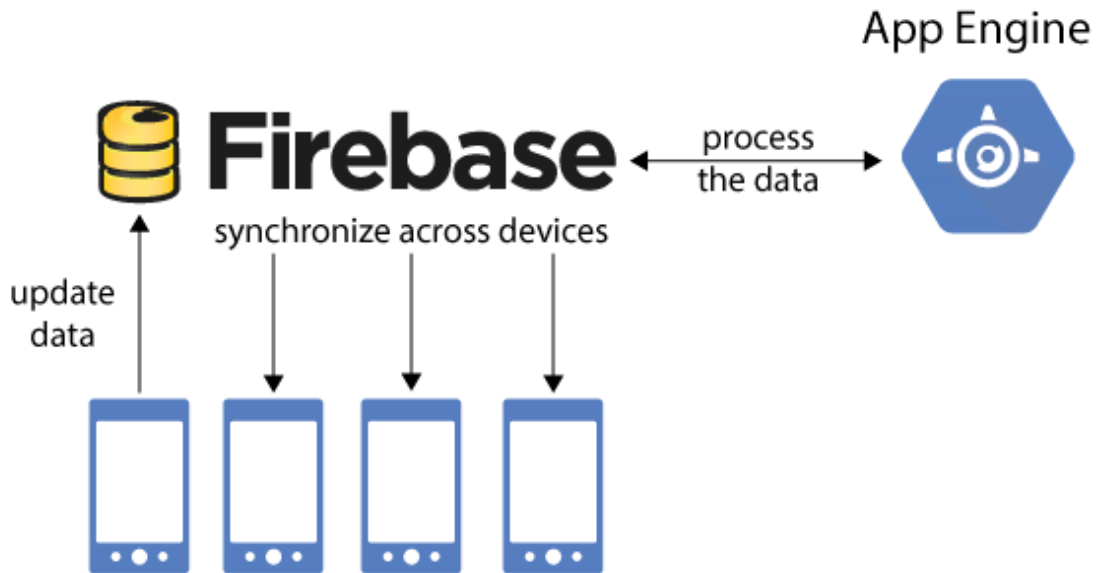 App Engine
Firebase
process
the data
synchronize across devices
update
data